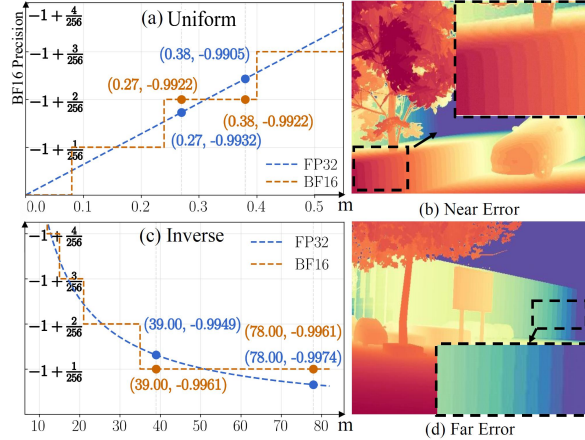 (a) Uniform
BF16 Precision
−1 + 4/256
−1 + 3/256
−1 + 2/256
−1 + 1/256
(0.38, -0.9905)
(0.27, -0.9922)
(0.38, -0.9922)
(0.27, -0.9932)
FP32
BF16
0.0 0.1 0.2 0.3 0.4 0.5 m
(b) Near Error
(c) Inverse
−1 + 4/256
−1 + 3/256
−1 + 2/256
−1 + 1/256
FP32
BF16
(39.00, -0.9949)
(78.00, -0.9961)
(78.00, -0.9974)
(39.00, -0.9961)
10 20 30 40 50 60 70 80 m
(d) Far Error